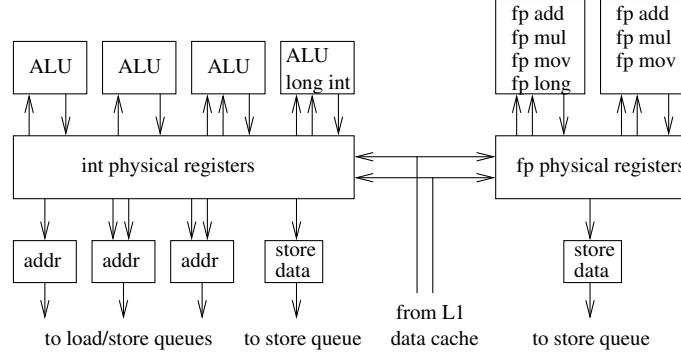 ALU
ALU
ALU
ALU
long int
fp add
fp mul
fp mov
fp long
fp add
fp mul
fp mov
int physical registers
fp physical registers
addr
addr
addr
store
data
store
data
from L1
data cache
to load/store queues
to store queue
to store queue